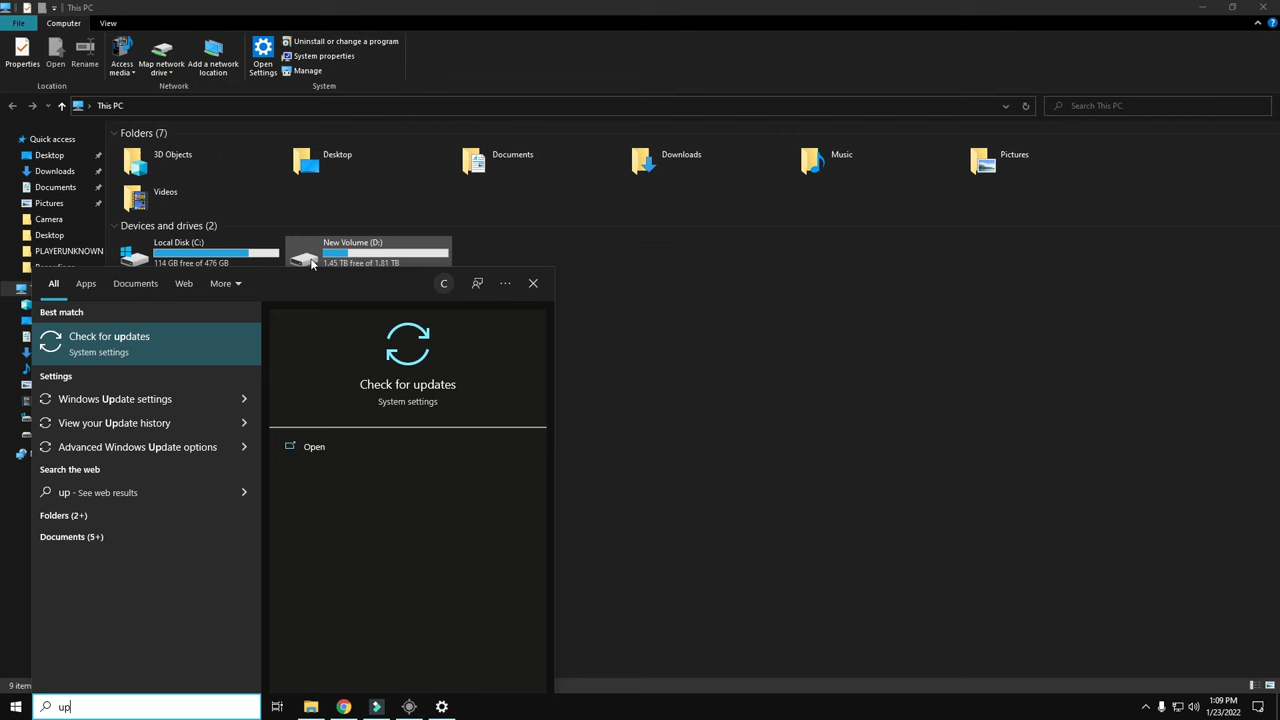 This PC
File
Computer
View
Properties
Open
Rename
Access media
Map network drive
Add a network location
Open Settings
Uninstall or change a program
System properties
Manage
Location
Network
System
This PC
Search This PC
Quick access
Desktop
Downloads
Documents
Pictures
Camera
Desktop
PLAYERUNKNOWN
Folders (7)
3D Objects
Desktop
Documents
Downloads
Music
Pictures
Videos
Devices and drives (2)
Local Disk (C:)
114 GB free of 476 GB
New Volume (D:)
1.45 TB free of 1.81 TB
All
Apps
Documents
Web
More
C
Best match
Check for updates
System settings
Settings
Windows Update settings
View your Update history
Advanced Windows Update options
Search the web
up - See web results
Folders (2+)
Documents (5+)
Check for updates
System settings
Open
9 item
up
1:09 PM
1/23/2022